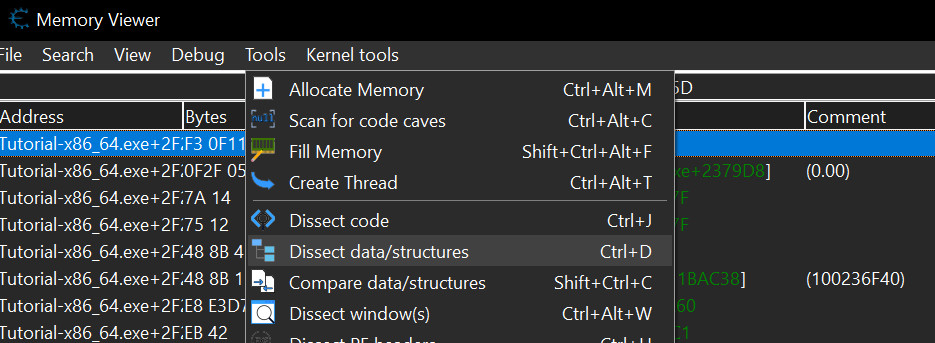 Memory Viewer
File Search View Debug Tools Kernel tools
Allocate Memory Ctrl+Alt+M 5D
Address Bytes Scan for code caves Ctrl+Alt+C Comment
Tutorial-x86_64.exe+2F F3 0F11 Fill Memory Shift+Ctrl+Alt+F
Tutorial-x86_64.exe+2F 0F2F 05 Create Thread Ctrl+Alt+T xe+2379D8] (0.00)
Tutorial-x86_64.exe+2F 7A 14 7F
Tutorial-x86_64.exe+2F 75 12 Dissect code Ctrl+J 7F
Tutorial-x86_64.exe+2F 48 8B 4 Dissect data/structures Ctrl+D
Tutorial-x86_64.exe+2F 48 8B 1 Compare data/structures Shift+Ctrl+C 1BAC38] (100236F40)
Tutorial-x86_64.exe+2F E8 E3D7 Dissect window(s) Ctrl+Alt+W 60
Tutorial-x86_64.exe+2F EB 42 Dissect PE headers